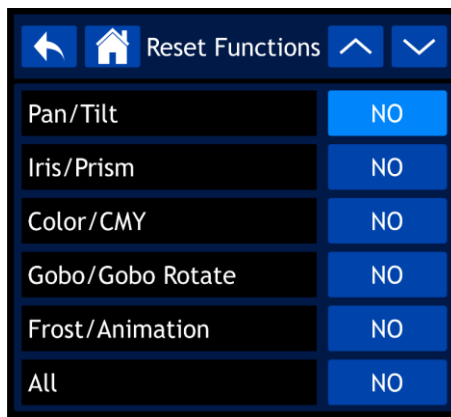 Reset Functions
Pan/Tilt NO
Iris/Prism NO
Color/CMY NO
Gobo/Gobo Rotate NO
Frost/Animation NO
All NO